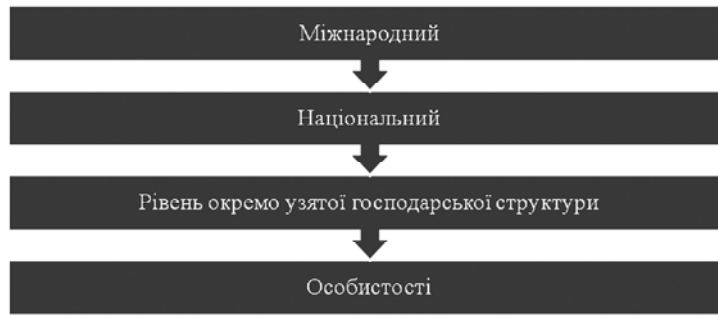 Міжнародний
Національний
Рівень окремо узятої господарської структури
Особистості